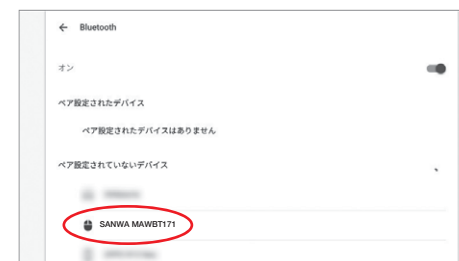 Bluetooth
オン
ペア設定されたデバイス
ペア設定されたデバイスはありません
ペア設定されていないデバイス
SANWA MAWBT171